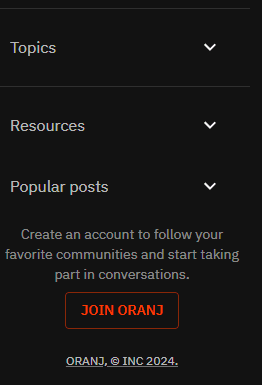 Topics
Resources
Popular posts
Create an account to follow your
favorite communities and start taking
part in conversations.
JOIN ORANJ
ORANJ, © INC 2024.